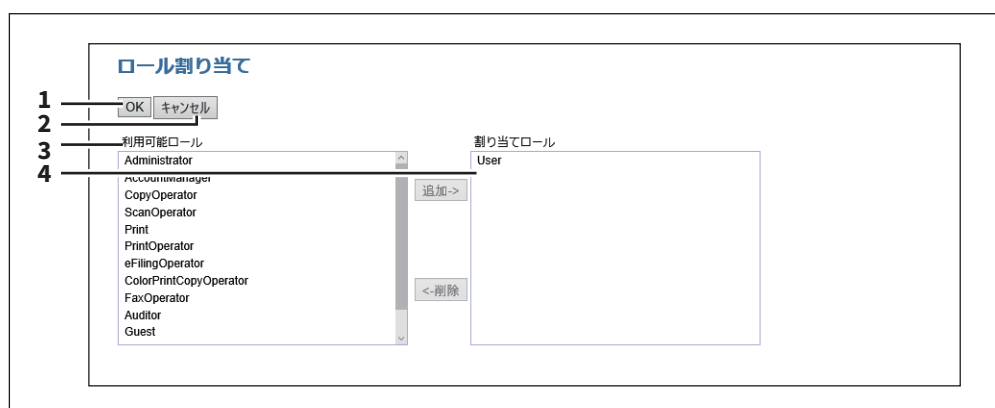 ロール割り当て
1
OK キャンセル
2
3
利用可能ロール
割り当てロール
4
Administrator
AccountManager
CopyOperator
ScanOperator
Print
PrintOperator
eFilingOperator
ColorPrintCopyOperator
FaxOperator
Auditor
Guest
追加->
<-削除
User